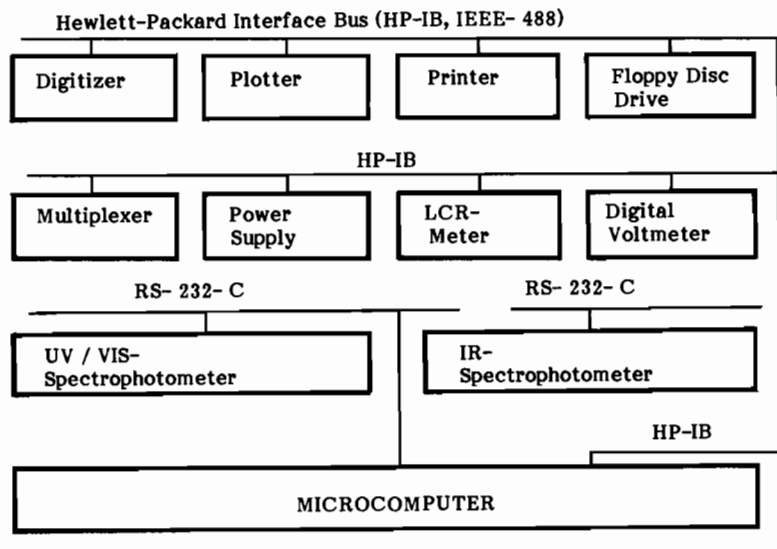 Hewlett-Packard Interface Bus (HP-IB, IEEE- 488)
Digitizer
Plotter
Printer
Floppy Disc
Drive
HP-IB
Multiplexer
Power
Supply
LCR-
Meter
Digital
Voltmeter
RS- 232- C
RS- 232- C
UV / VIS-
Spectrophotometer
IR-
Spectrophotometer
HP-IB
MICROCOMPUTER